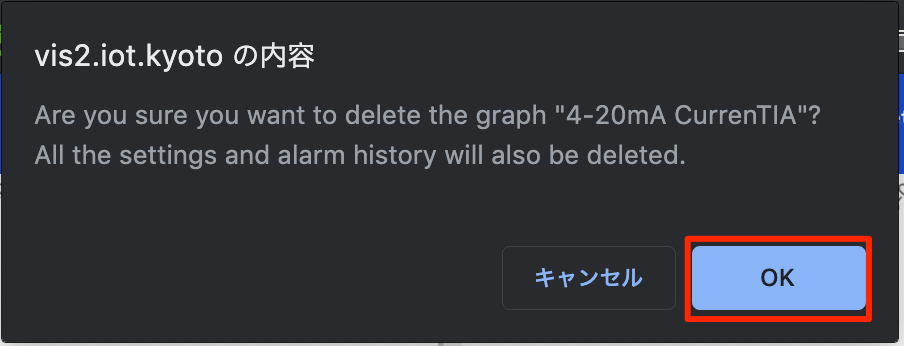 vis2.iot.kyoto の内容
Are you sure you want to delete the graph "4-20mA CurrenTIA"?
All the settings and alarm history will also be deleted.
キャンセル
OK